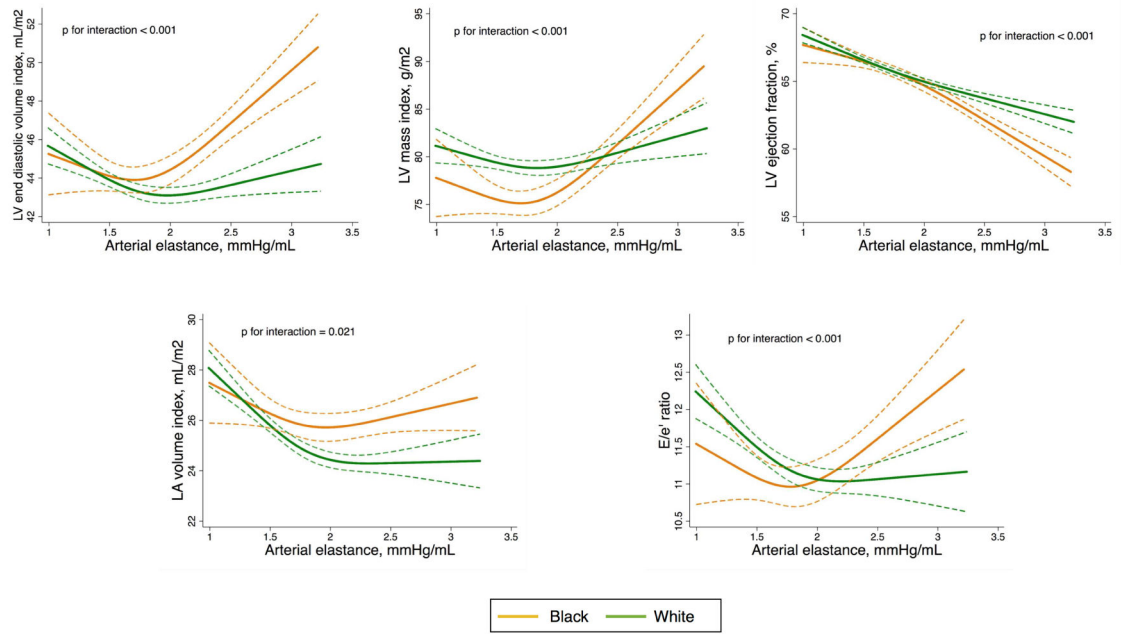 LV end diastolic volume index, mL/m2
52
50
48
46
44
42
p for interaction < 0.001
1 1.5 2 2.5 3 3.5
Arterial elastance, mmHg/mL
LV mass index, g/m2
95
90
85
80
75
p for interaction < 0.001
1 1.5 2 2.5 3 3.5
Arterial elastance, mmHg/mL
LV ejection fraction, %
70
65
60
55
p for interaction < 0.001
1 1.5 2 2.5 3 3.5
Arterial elastance, mmHg/mL
LA volume index, mL/m2
30
28
26
24
22
p for interaction = 0.021
1 1.5 2 2.5 3 3.5
Arterial elastance, mmHg/mL
E/e' ratio
13
12.5
12
11.5
11
10.5
p for interaction < 0.001
1 1.5 2 2.5 3 3.5
Arterial elastance, mmHg/mL
Black White